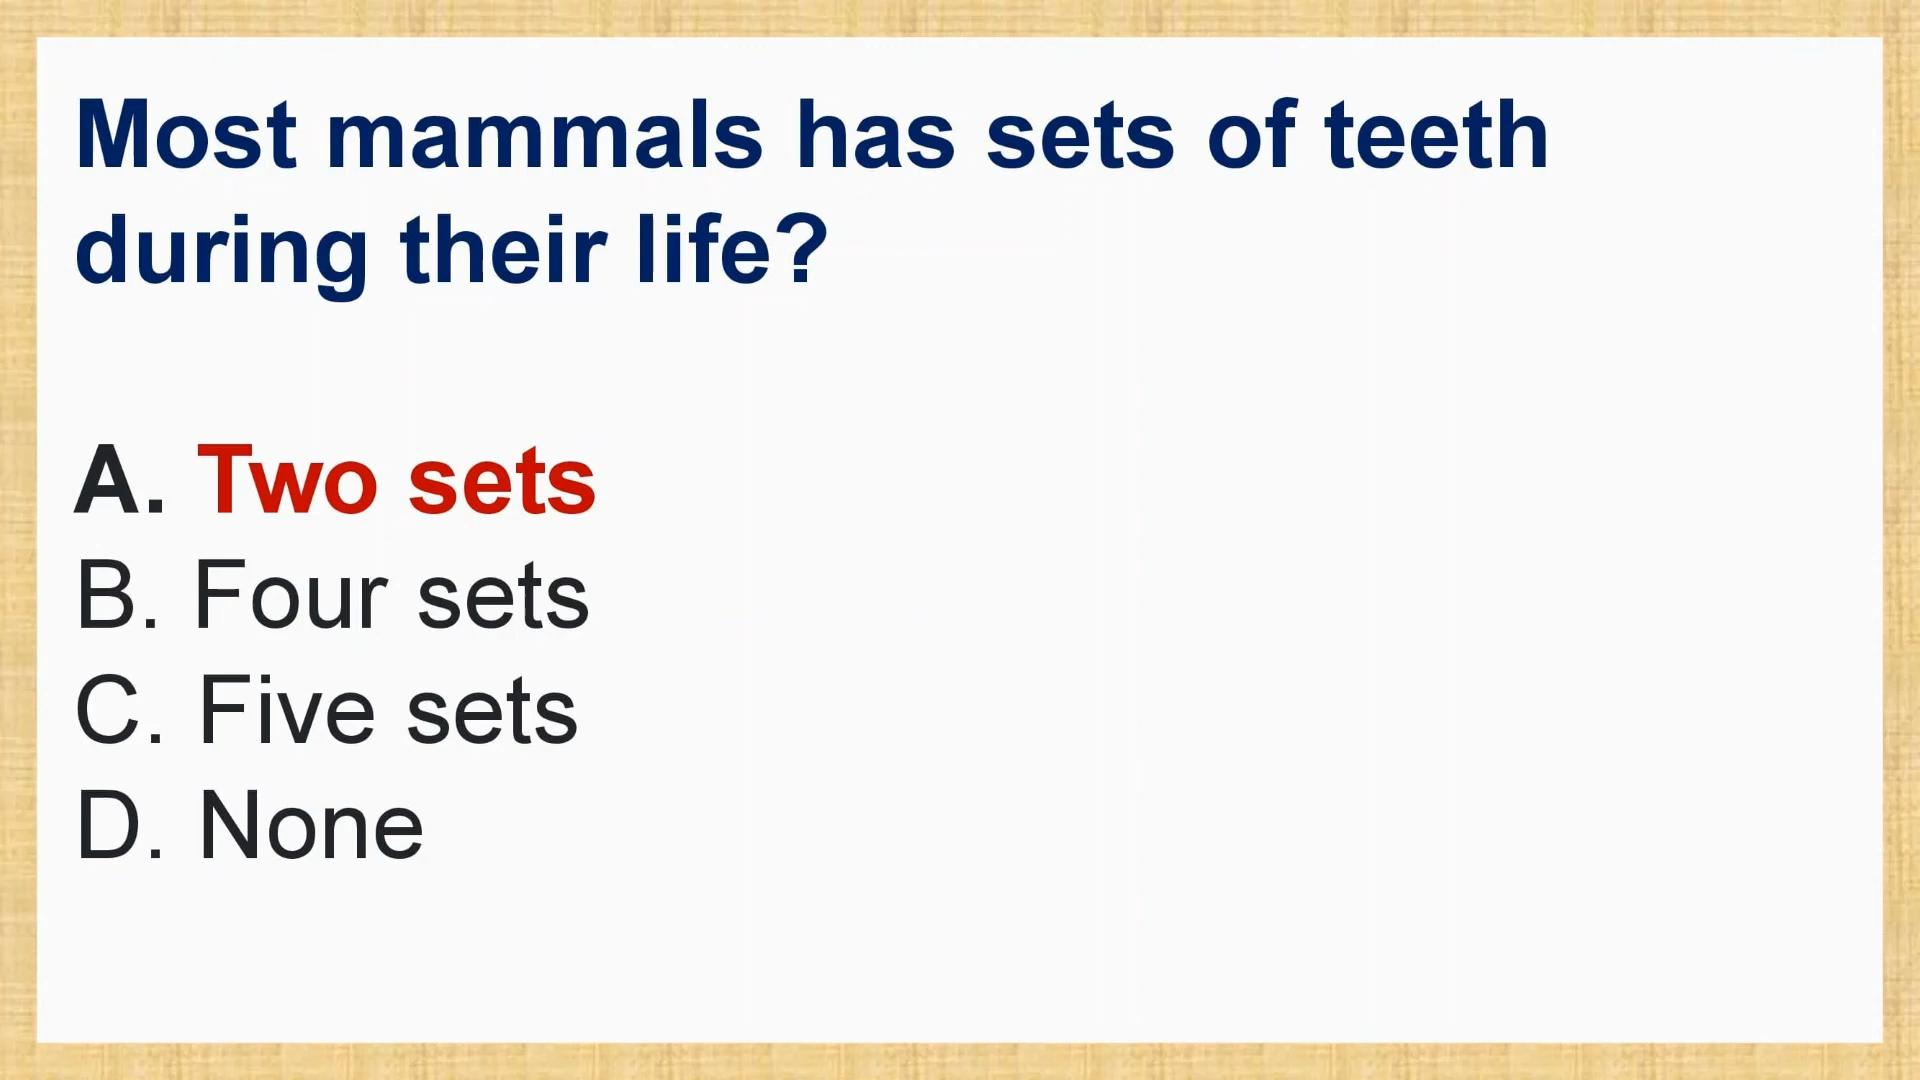 Most mammals has sets of teeth
during their life?
A. Two sets
B. Four sets
C. Five sets
D. None